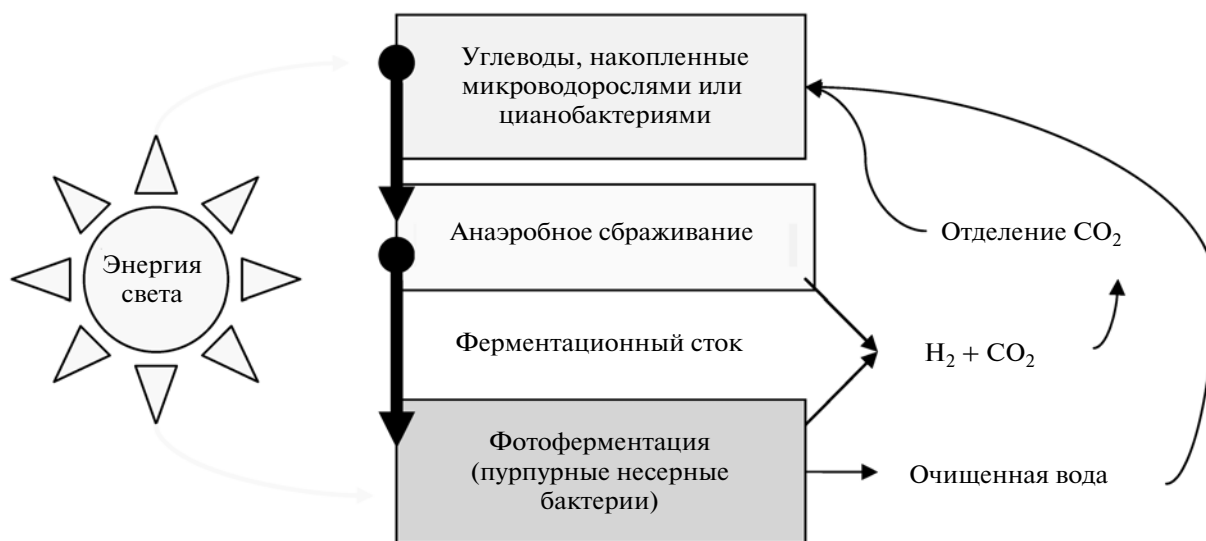 Углеводы, накопленные
микроводорослями или
цианобактериями
Анаэробное сбраживание
Отделение CO₂
Энергия
света
Ферментационный сток
H₂ + CO₂
Фотоферментация
(пурпурные несерные
бактерии)
Очищенная вода